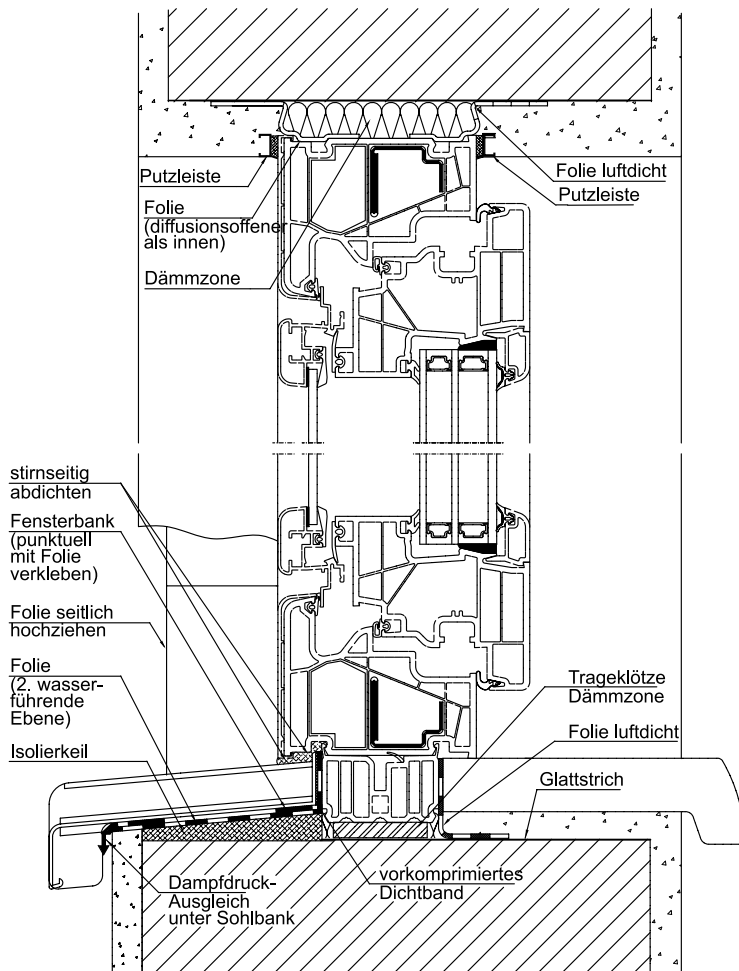 Putzleiste
Folie
(diffusionsoffener
als innen)
Dämmzone
Folie luftdicht
Putzleiste
stirnseitig
abdichten
Fensterbank
(punktuell
mit Folie
verkleben)
Folie seitlich
hochziehen
Folie
(2. wasser-
führende
Ebene)
Isolierkeil
Trageklötze
Dämmzone
Folie luftdicht
Glattstrich
Dampfdruck-
Ausgleich
unter Sohlbank
vorkomprimiertes
Dichtband